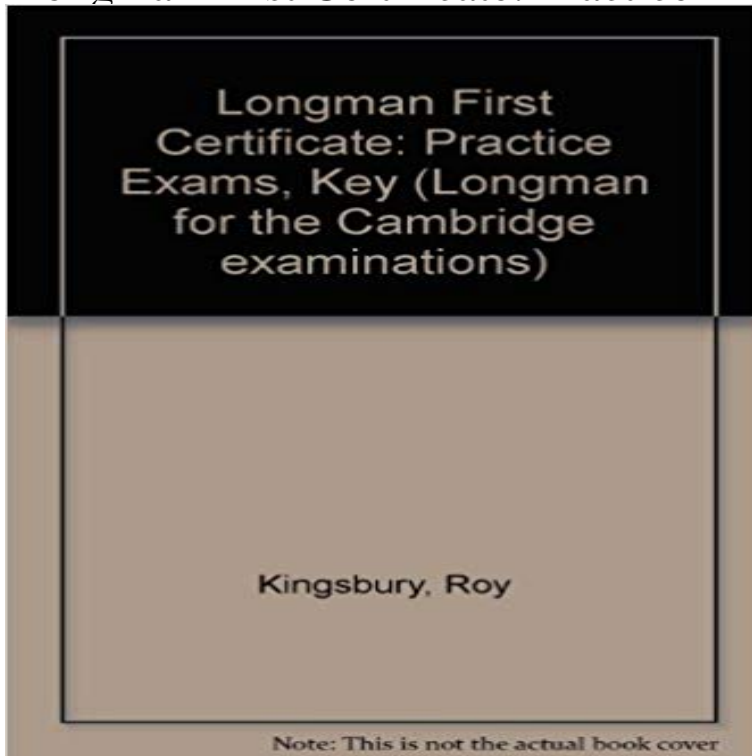 Longman First
Certificate: Practice
Exams, Key (Longman
for the Cambridge
examinations)
Kingsbury, Roy
Note: This is not the actual book cover